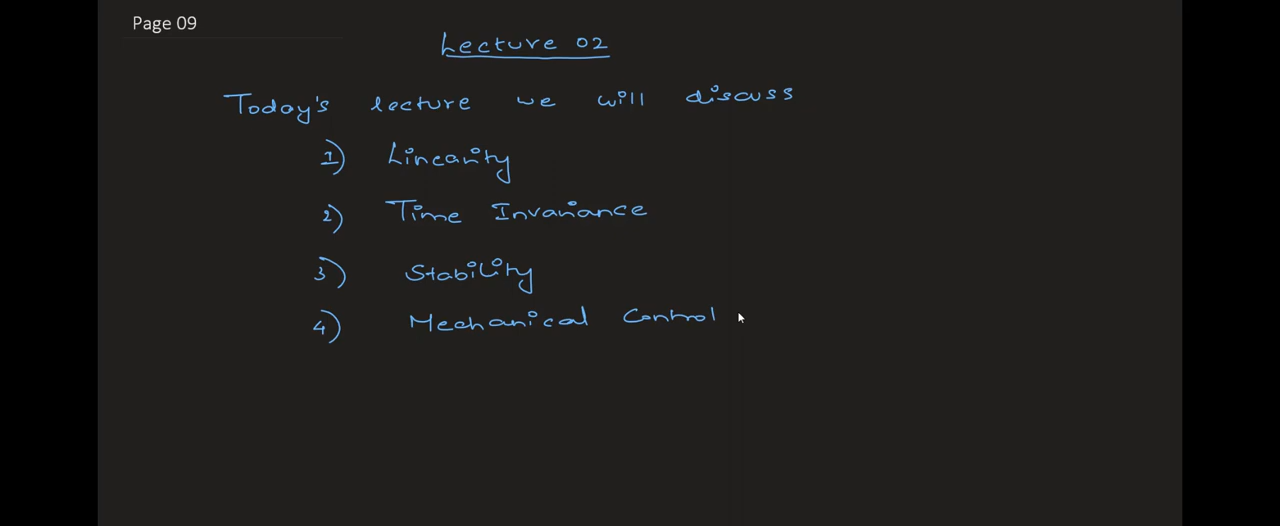 Page 09
Lecture 02
Today's lecture we will discuss
1) Linearity
2) Time Invariance
3) Stability
4) Mechanical Control